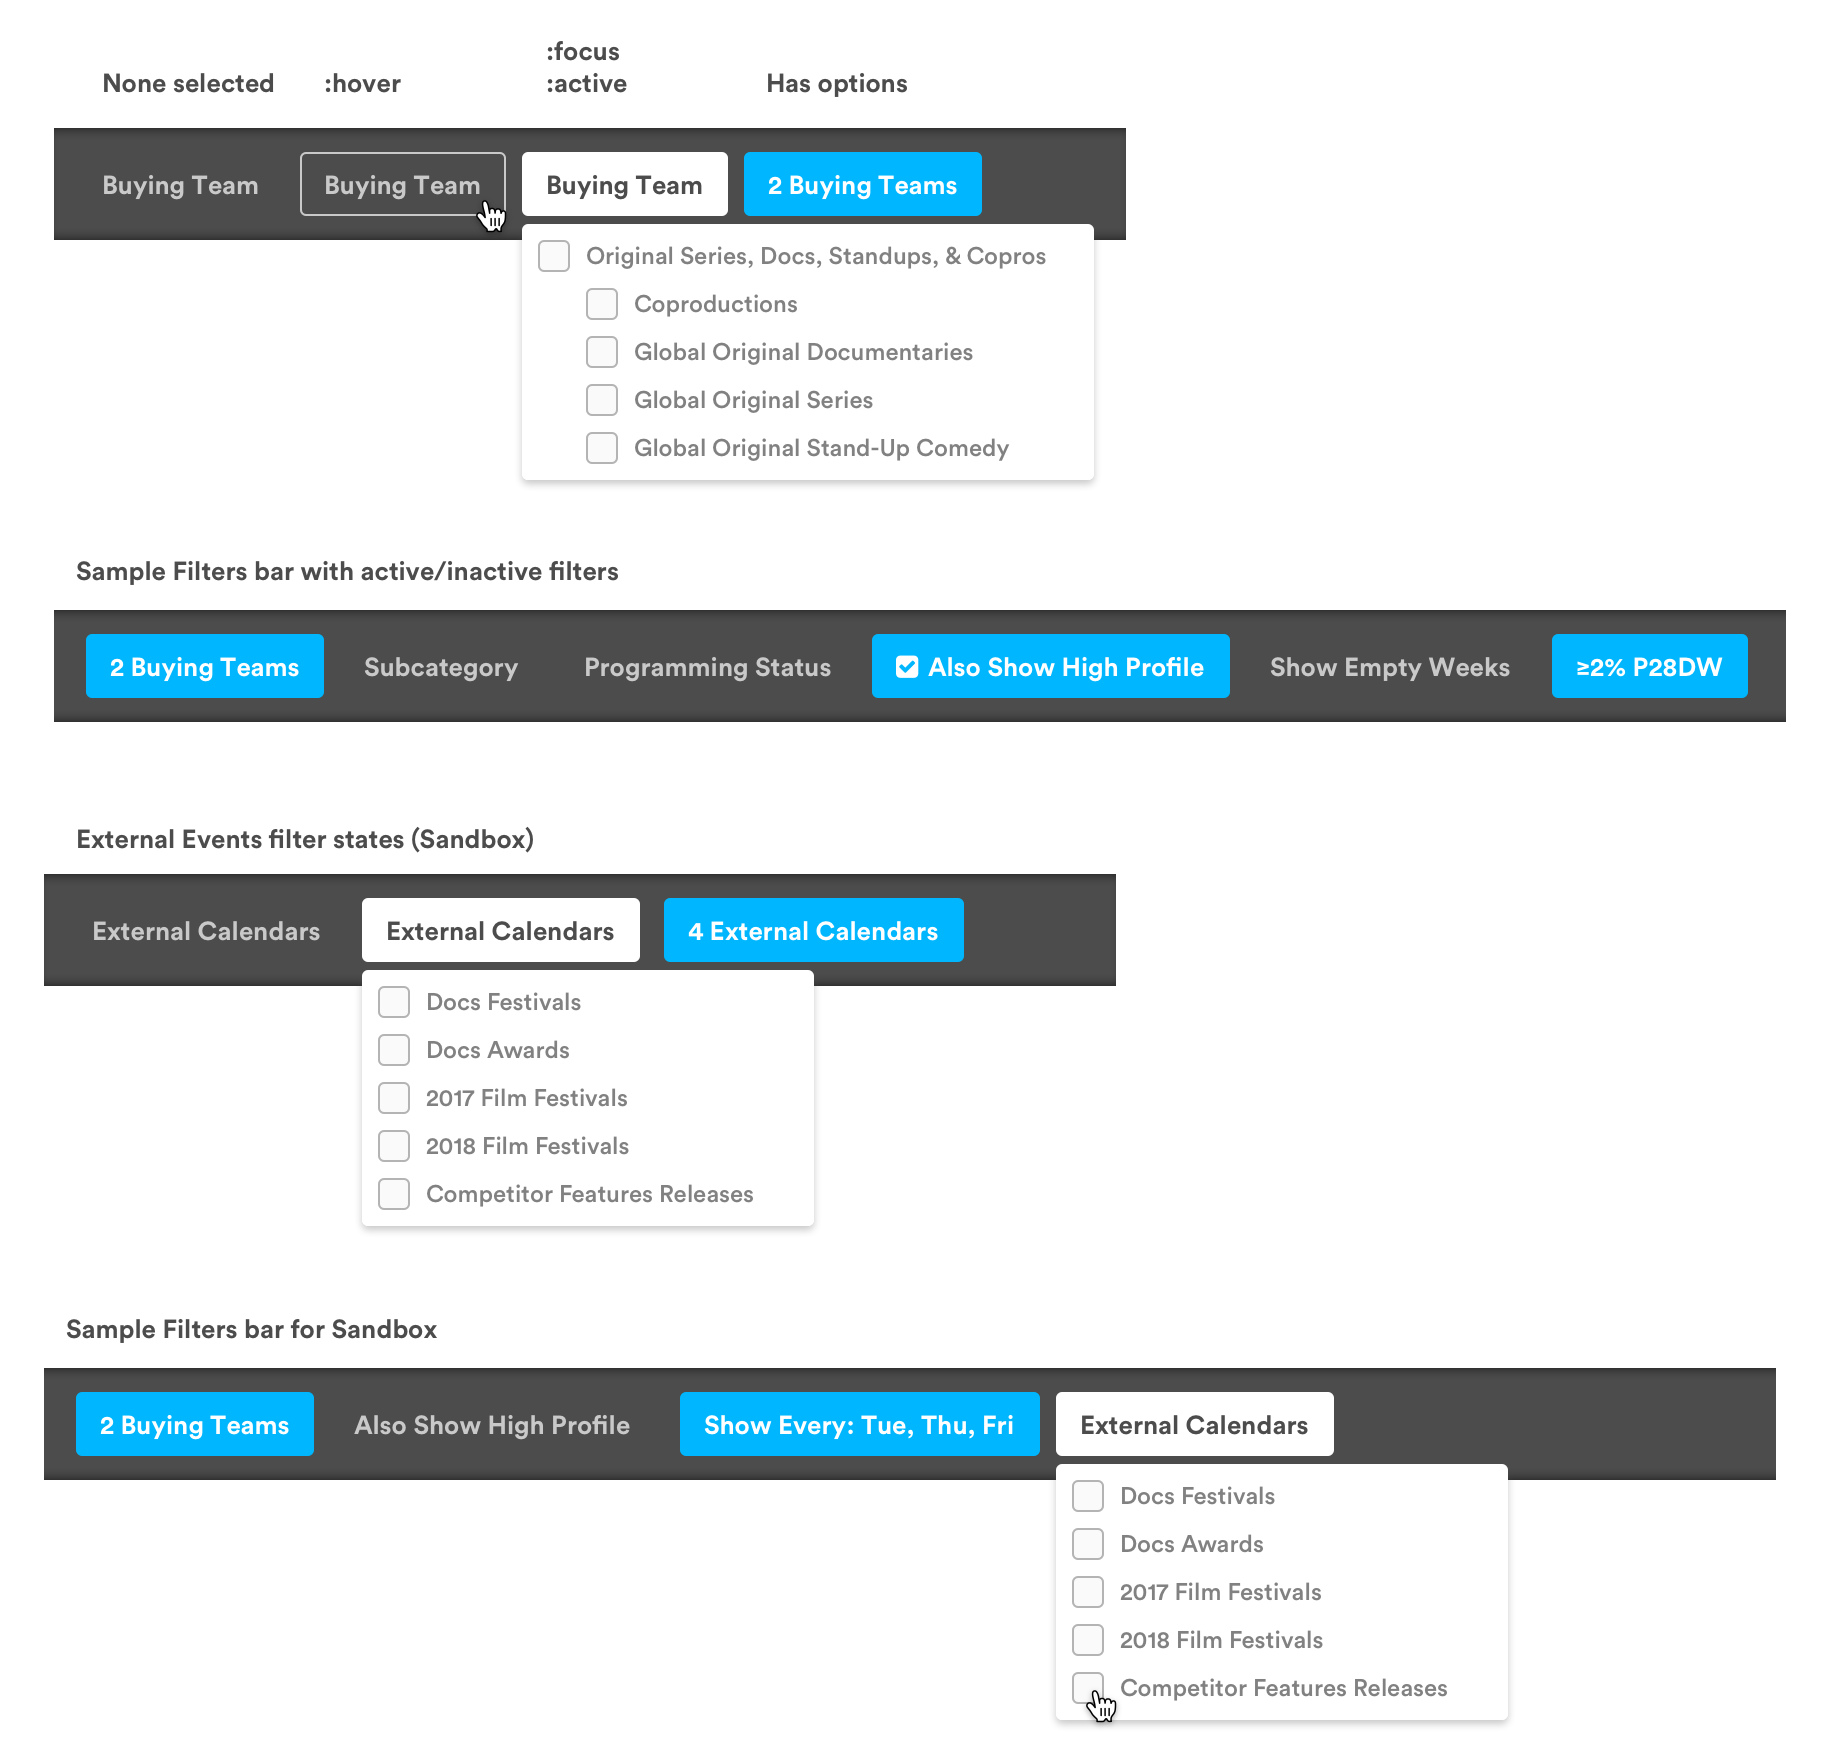 :focus
None selected :hover :active Has options
Buying Team Buying Team Buying Team 2 Buying Teams
Original Series, Docs, Standups, & Copros
Coproductions
Global Original Documentaries
Global Original Series
Global Original Stand-Up Comedy
Sample Filters bar with active/inactive filters
2 Buying Teams Subcategory Programming Status Also Show High Profile Show Empty Weeks ≥2% P28DW
External Events filter states (Sandbox)
External Calendars External Calendars 4 External Calendars
Docs Festivals
Docs Awards
2017 Film Festivals
2018 Film Festivals
Competitor Features Releases
Sample Filters bar for Sandbox
2 Buying Teams Also Show High Profile Show Every: Tue, Thu, Fri External Calendars
Docs Festivals
Docs Awards
2017 Film Festivals
2018 Film Festivals
Competitor Features Releases